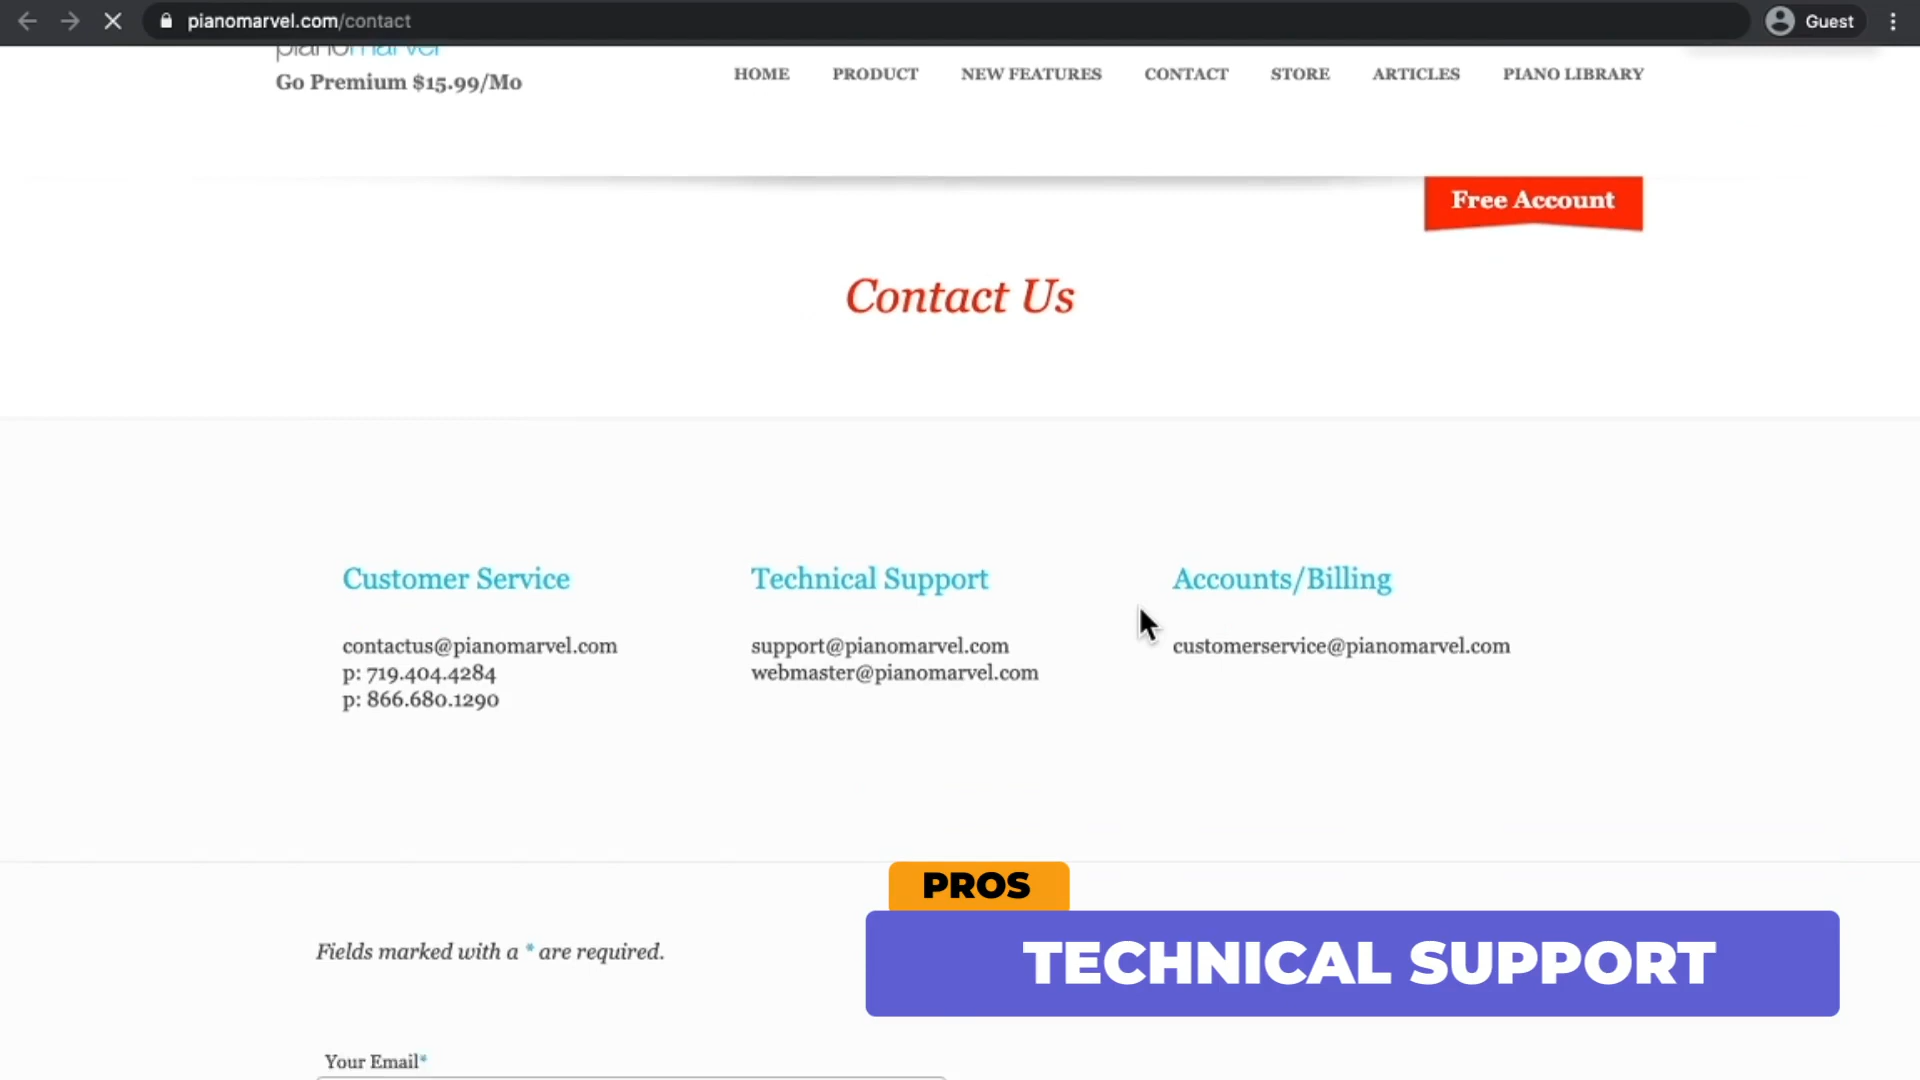 pianomarvel.com/contact
Guest
pianomarvel
Go Premium $15.99/Mo
HOME
PRODUCT
NEW FEATURES
CONTACT
STORE
ARTICLES
PIANO LIBRARY
Free Account
Contact Us
Customer Service
contactus@pianomarvel.com
p: 719.404.4284
p: 866.680.1290
Technical Support
support@pianomarvel.com
webmaster@pianomarvel.com
Accounts/Billing
customerservice@pianomarvel.com
PROS
TECHNICAL SUPPORT
Fields marked with a * are required.
Your Email*